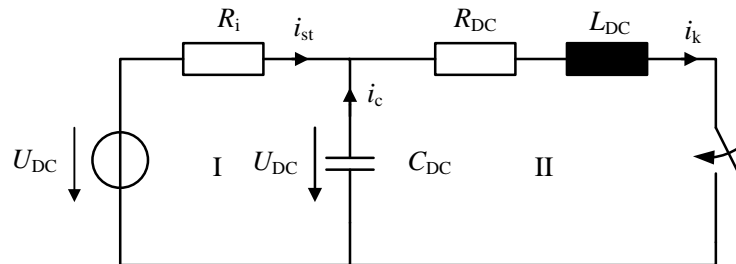 R_i
i_st
R_DC
L_DC
i_k
i_c
U_DC
I
U_DC
C_DC
II